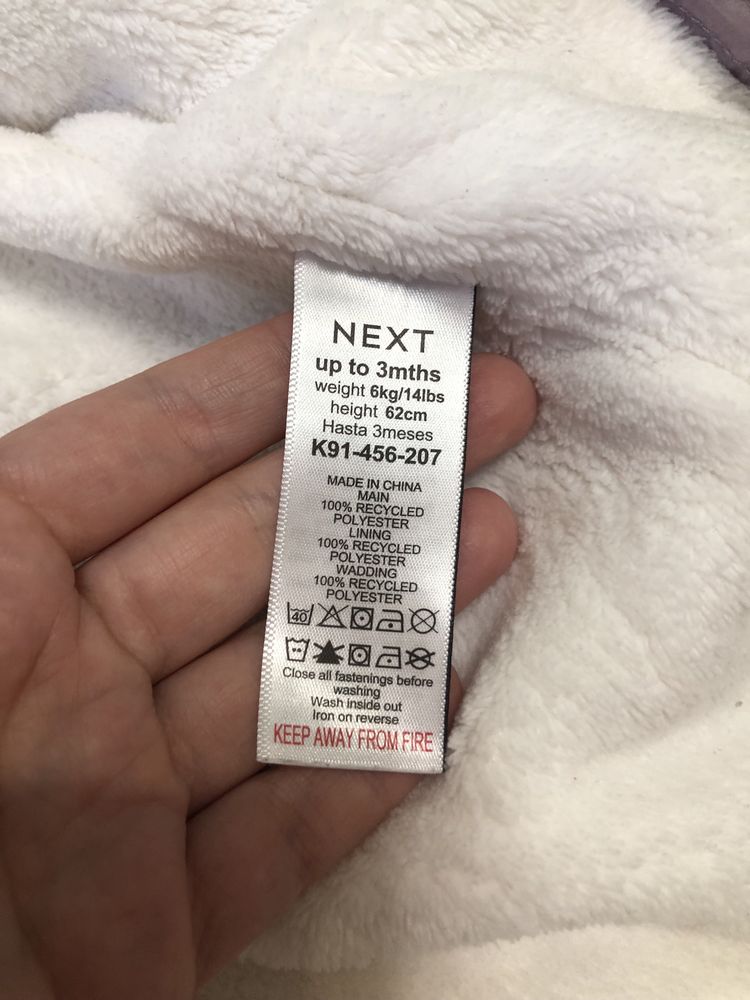 NEXT
up to 3mths
weight 6kg/14lbs
height 62cm
Hasta 3meses
K91-456-207
MADE IN CHINA
MAIN
100% RECYCLED
POLYESTER
LINING
100% RECYCLED
POLYESTER
WADDING
100% RECYCLED
POLYESTER
40
Close all fastenings before
washing
Wash inside out
Iron on reverse
KEEP AWAY FROM FIRE